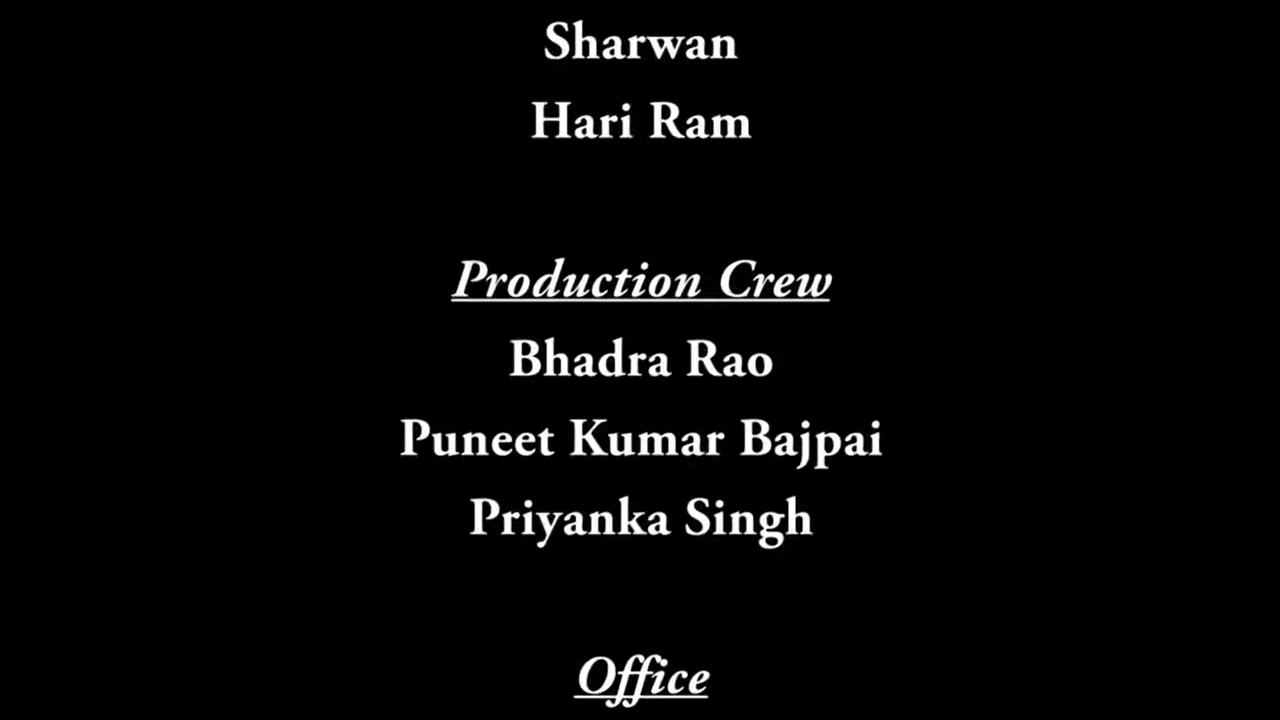 Sharwan
Hari Ram
Production Crew
Bhadra Rao
Puneet Kumar Bajpai
Priyanka Singh
Office